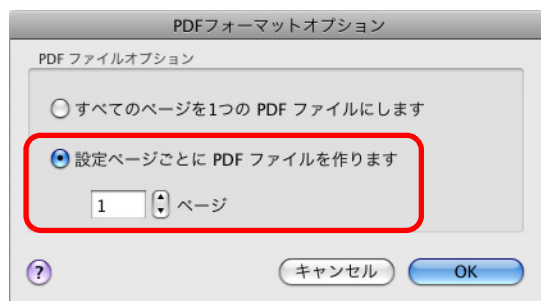 PDFフォーマットオプション
PDF ファイルオプション
すべてのページを1つの PDF ファイルにします
設定ページごとに PDF ファイルを作ります
1 ページ
? キャンセル OK